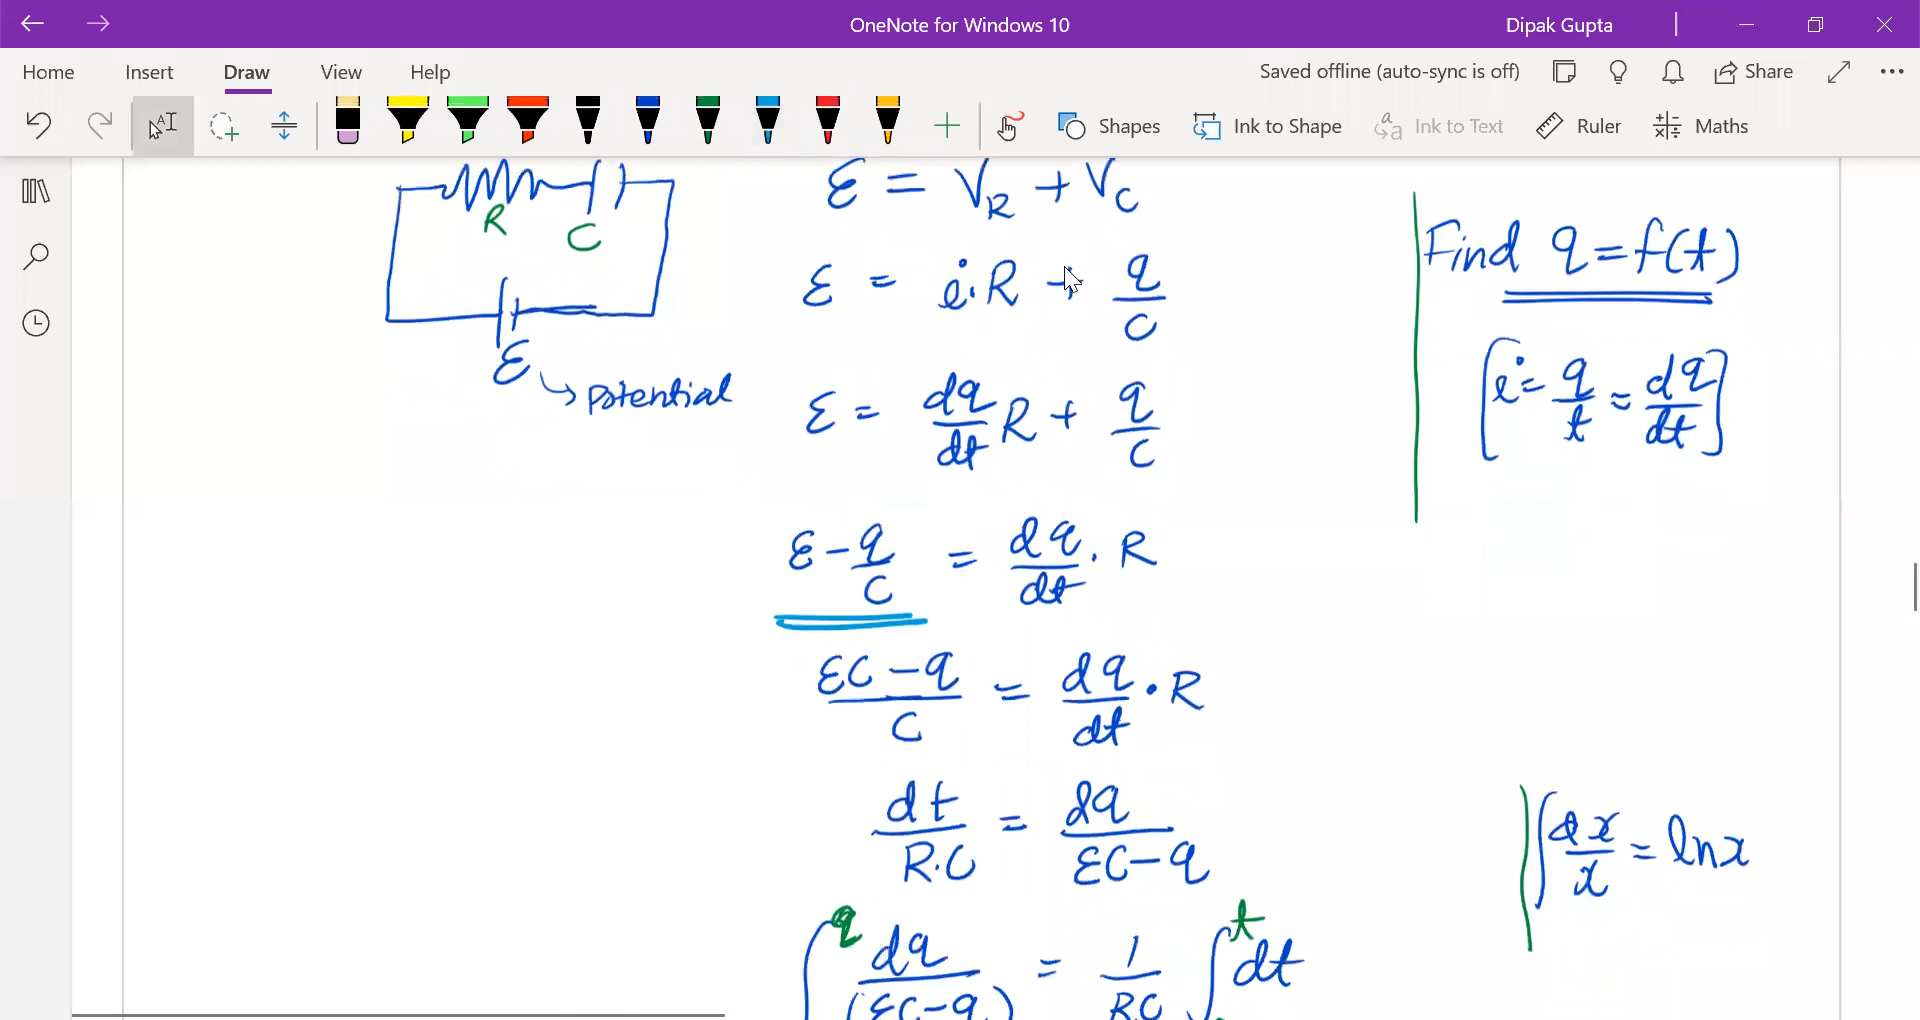 OneNote for Windows 10
Dipak Gupta
Home Insert Draw View Help
Saved offline (auto-sync is off)
Share
Shapes
Ink to Shape
Ink to Text
Ruler
Maths
R C
ε
→ potential
ε = V_R + V_C
ε = i·R + q/C
ε = dq/dt R + q/C
ε - q/C = dq/dt . R
εC - q/C = dq/dt • R
dt/R.C = dq/εC - q
∫^q dq/(εC-q) = 1/RC ∫^t dt
Find q = f(t)
[i = q/t = dq/dt]
∫dx/x = ln x